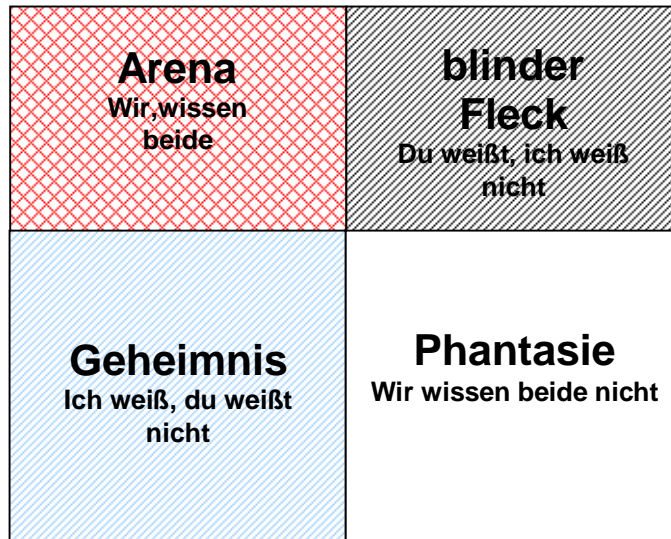 Arena
Wir,wissen
beide
blinder
Fleck
Du weißt, ich weiß
nicht
Geheimnis
Ich weiß, du weißt
nicht
Phantasie
Wir wissen beide nicht